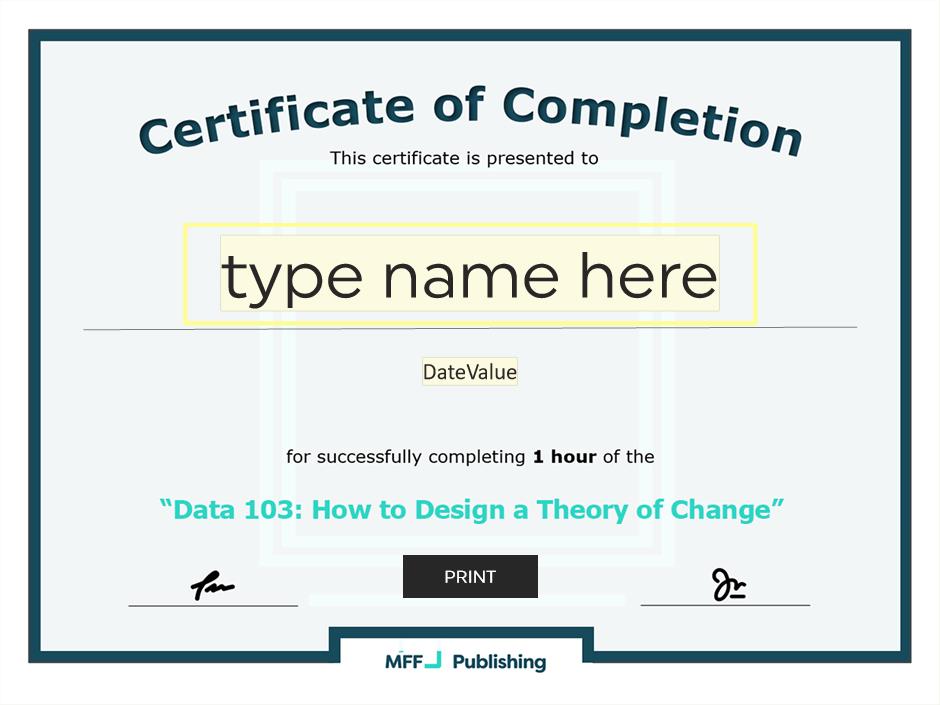 Certificate of Completion
This certificate is presented to
type name here
DateValue
for successfully completing 1 hour of the
“Data 103: How to Design a Theory of Change”
PRINT
MFF Publishing